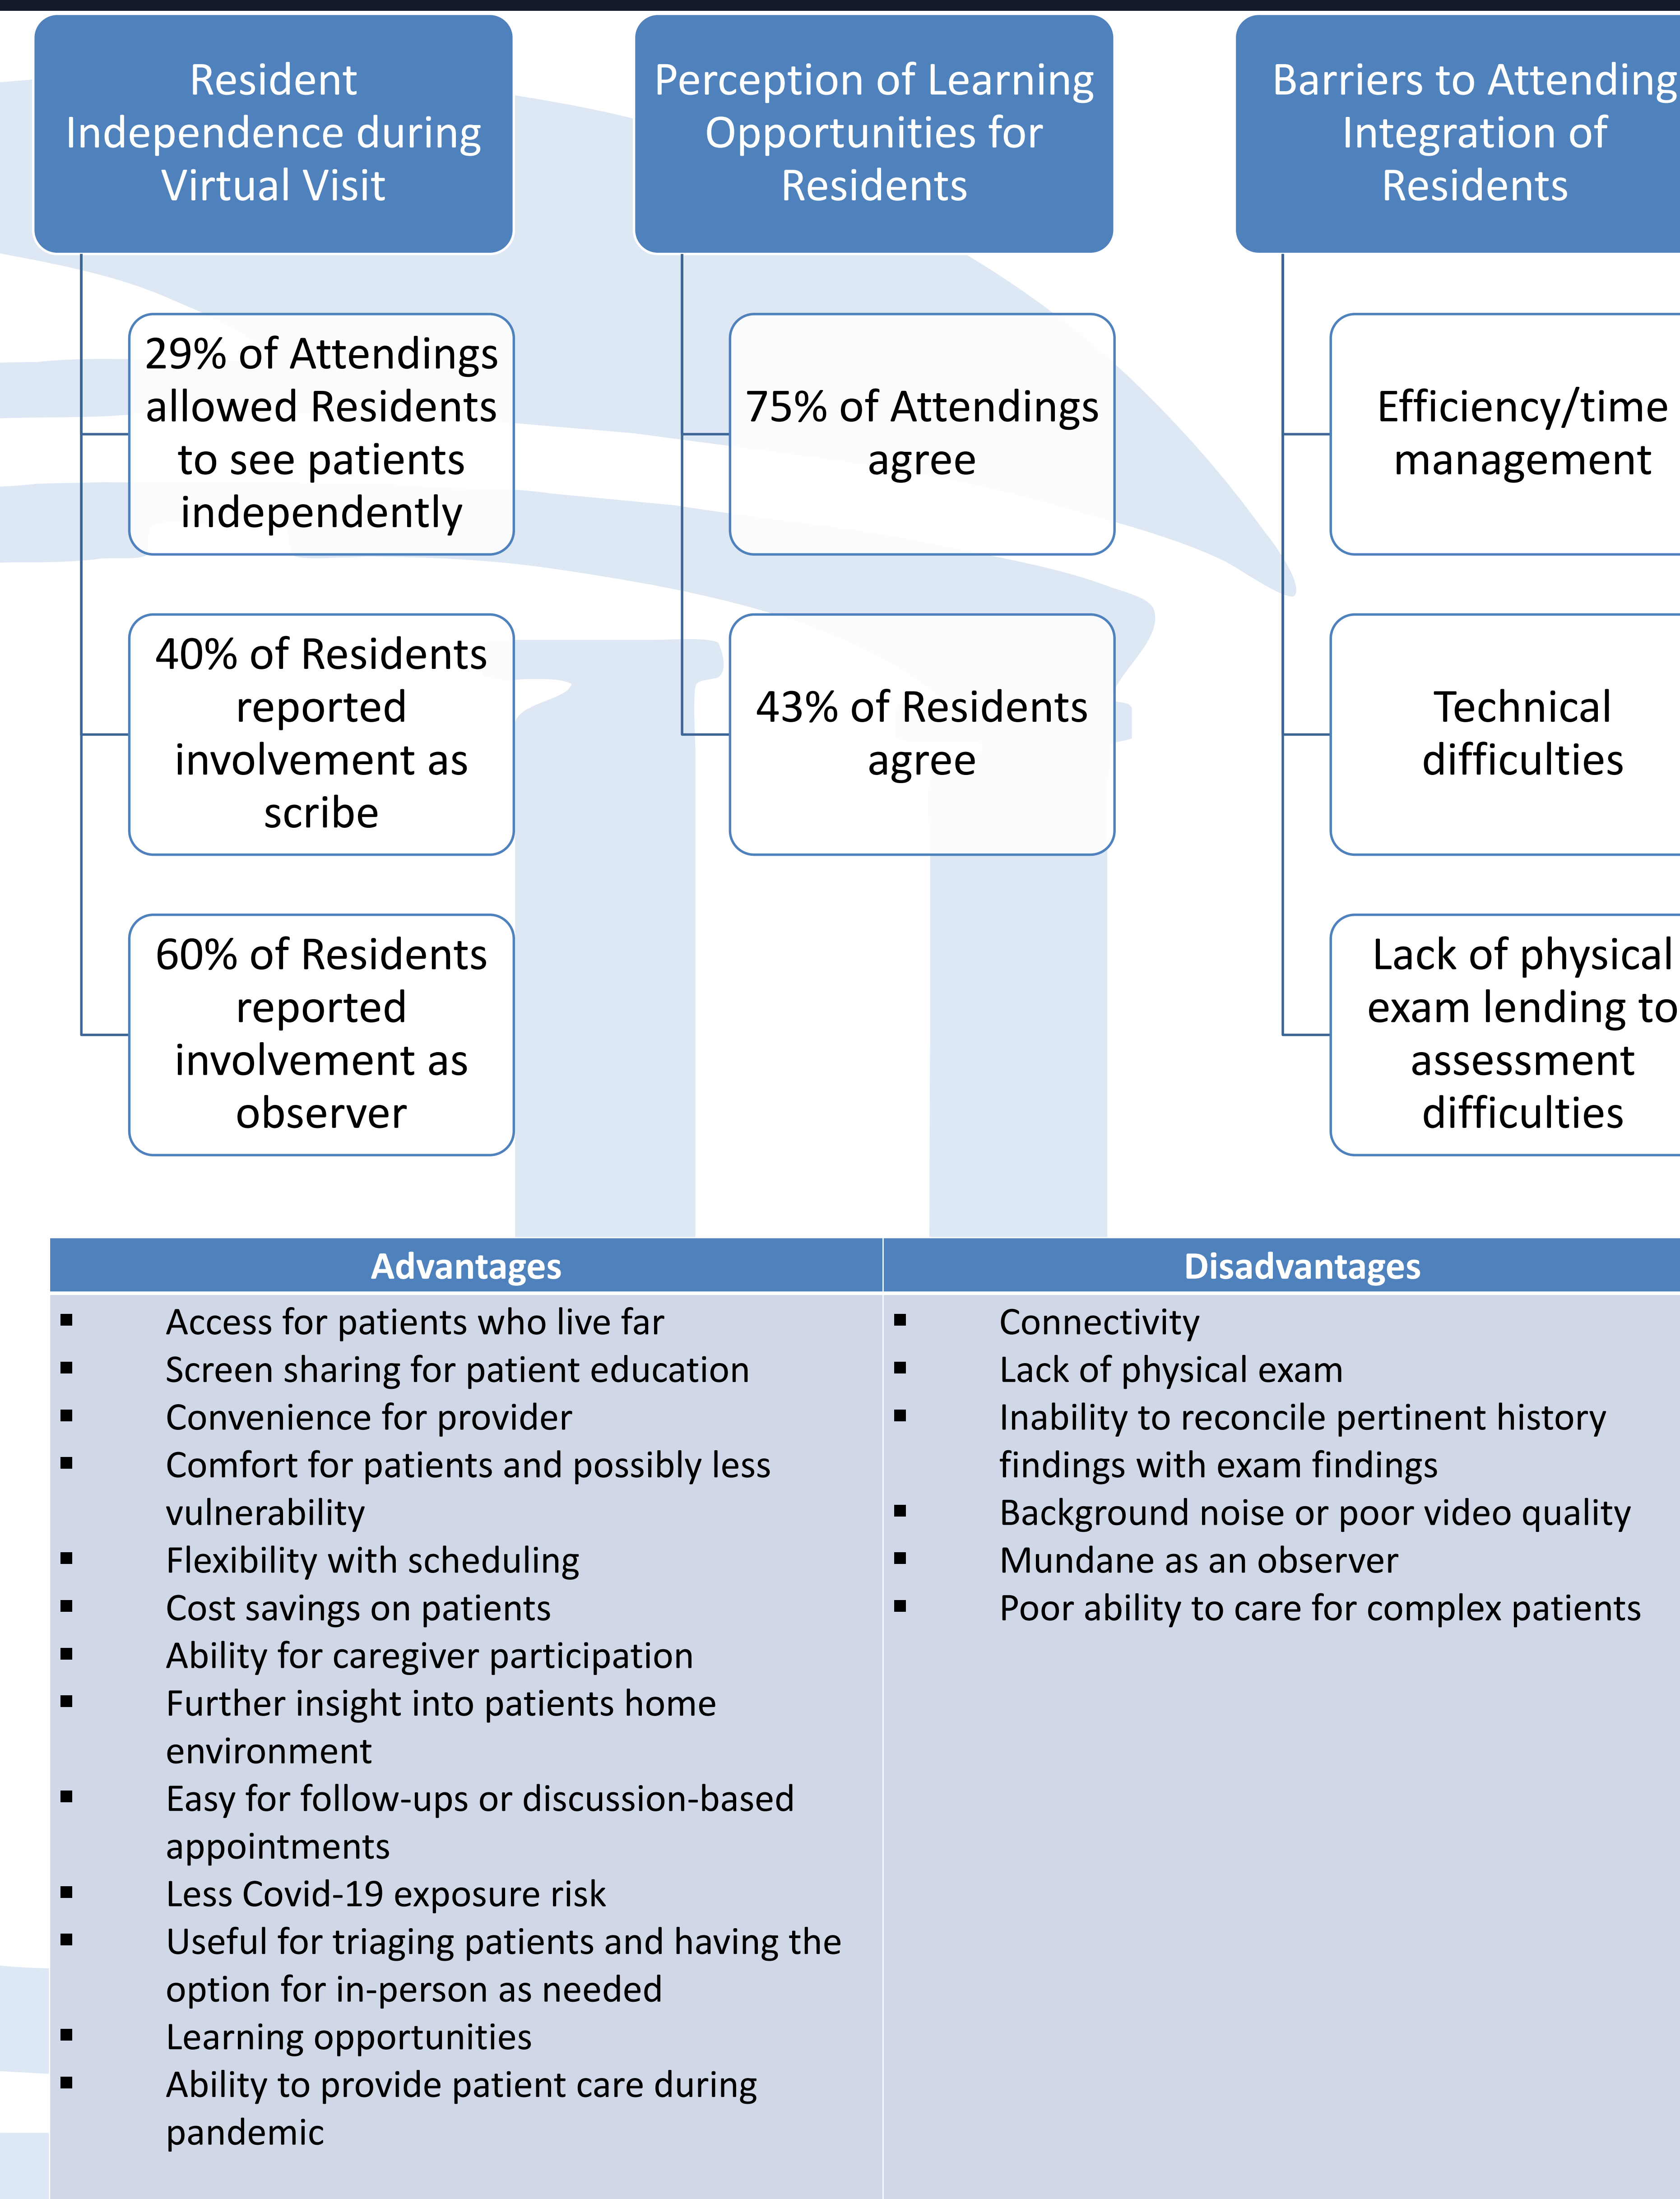 Resident
Independence during
Virtual Visit
29% of Attendings
allowed Residents
to see patients
independently
40% of Residents
reported
involvement as
scribe
60% of Residents
reported
involvement as
observer
Perception of Learning
Opportunities for
Residents
75% of Attendings
agree
43% of Residents
agree
Barriers to Attending
Integration of
Residents
Efficiency/time
management
Technical
difficulties
Lack of physical
exam lending to
assessment
difficulties
Advantages
▪ Access for patients who live far
▪ Screen sharing for patient education
▪ Convenience for provider
▪ Comfort for patients and possibly less
vulnerability
▪ Flexibility with scheduling
▪ Cost savings on patients
▪ Ability for caregiver participation
▪ Further insight into patients home
environment
▪ Easy for follow-ups or discussion-based
appointments
▪ Less Covid-19 exposure risk
▪ Useful for triaging patients and having the
option for in-person as needed
▪ Learning opportunities
▪ Ability to provide patient care during
pandemic
Disadvantages
▪ Connectivity
▪ Lack of physical exam
▪ Inability to reconcile pertinent history
findings with exam findings
▪ Background noise or poor video quality
▪ Mundane as an observer
▪ Poor ability to care for complex patients